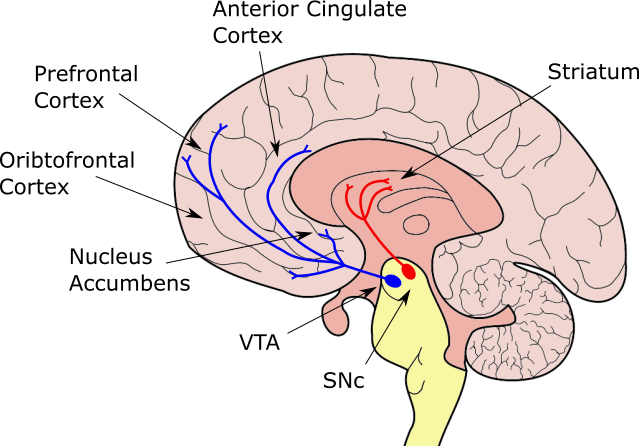 Anterior Cingulate
Cortex
Prefrontal
Cortex
Striatum
Oribtofrontal
Cortex
Nucleus
Accumbens
VTA
SNc